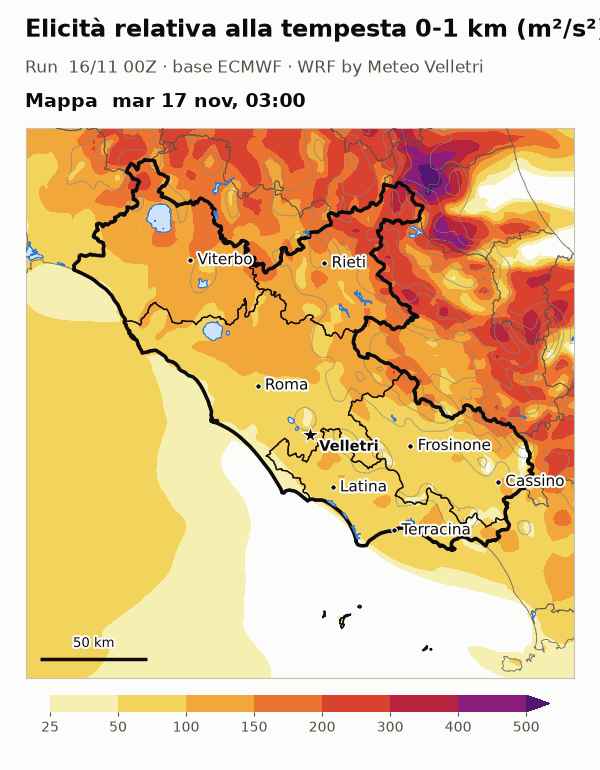 Elicità relativa alla tempesta 0-1 km (m²/s²)
Run  16/11 00Z · base ECMWF · WRF by Meteo Velletri
Mappa  mar 17 nov, 03:00
Viterbo
Rieti
Roma
Velletri
Frosinone
Cassino
Latina
Terracina
50 km
25 50 100 150 200 300 400 500